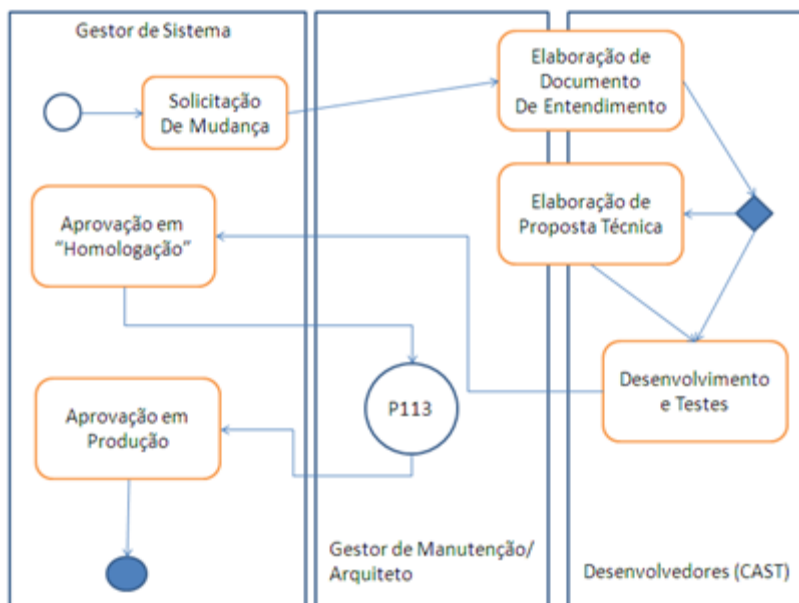 Gestor de Sistema
Solicitação
De Mudança
Elaboração de
Documento
De Entendimento
Elaboração de
Proposta Técnica
Aprovação em
“Homologação”
Desenvolvimento
e Testes
P113
Aprovação em
Produção
Gestor de Manutenção/
Arquiteto
Desenvolvedores (CAST)